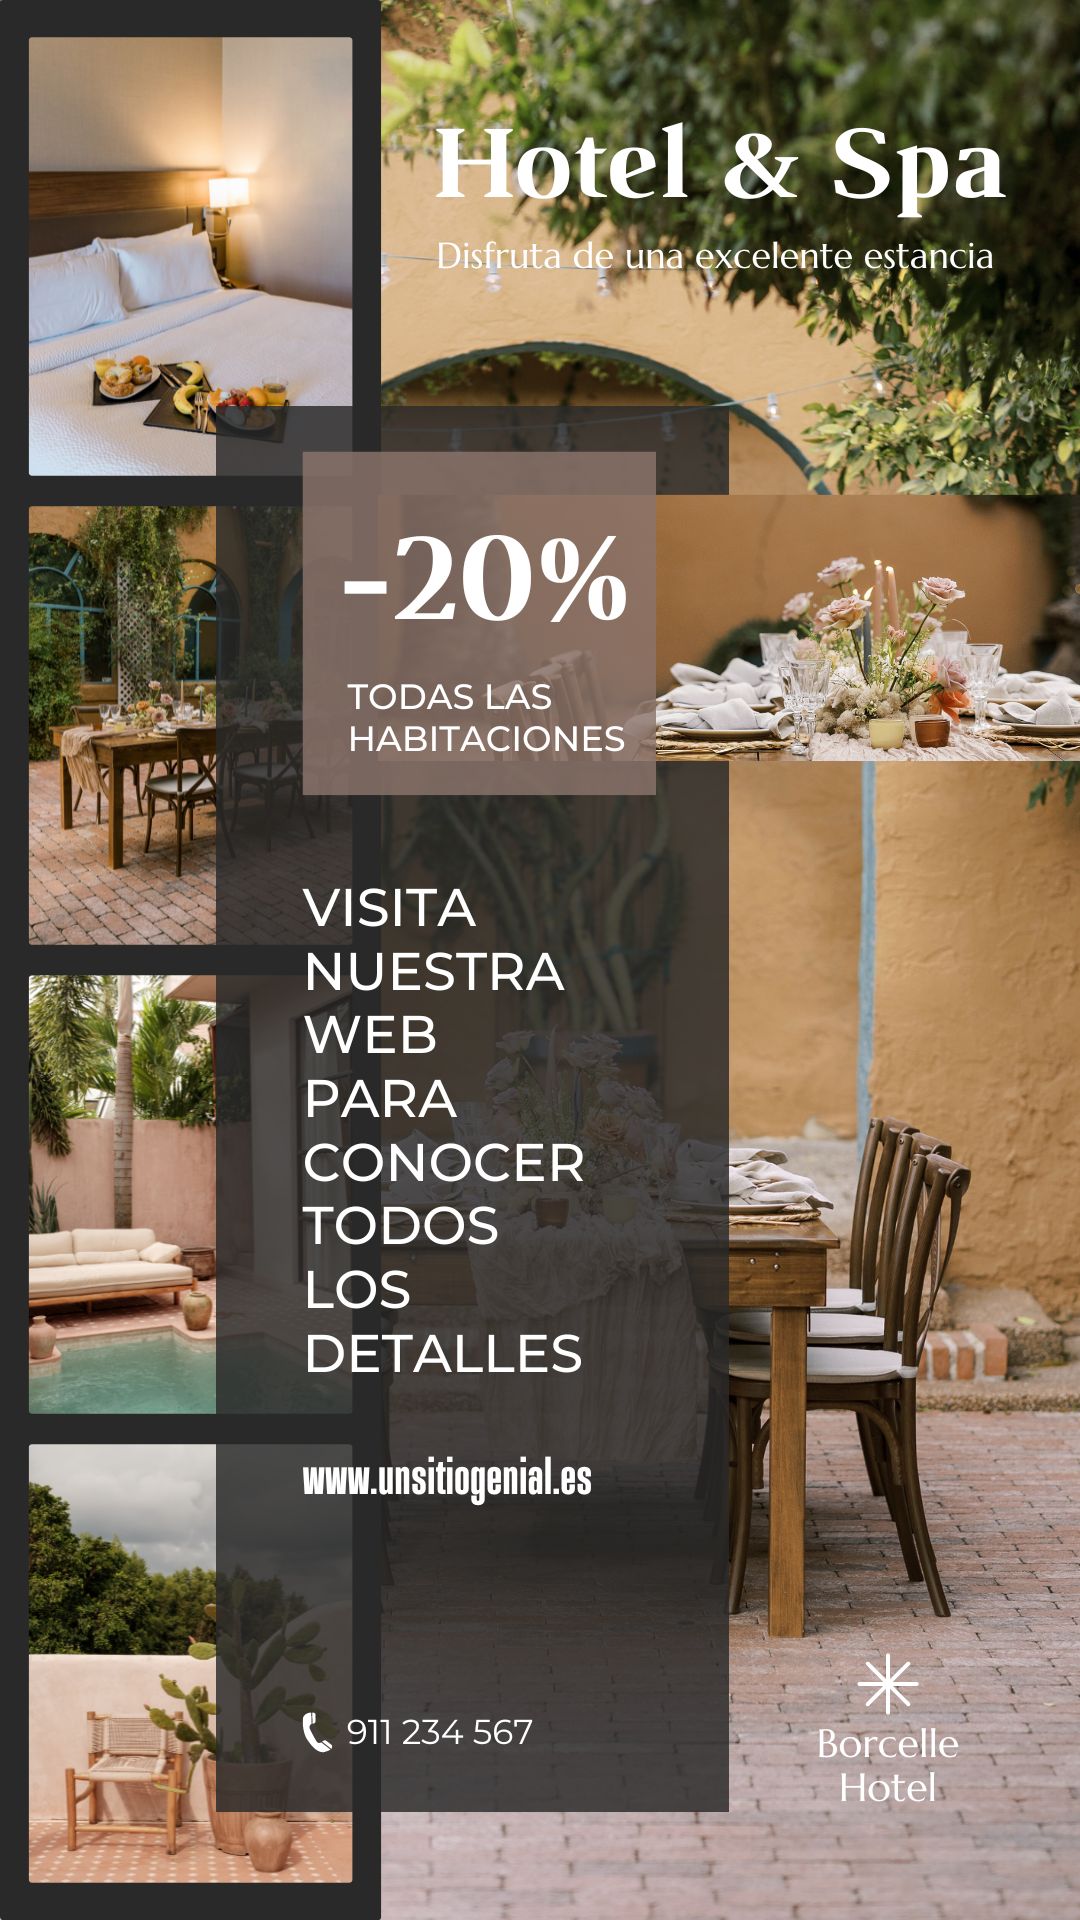 Hotel & Spa
Disfruta de una excelente estancia
-20%
TODAS LAS
HABITACIONES
VISITA
NUESTRA
WEB
PARA
CONOCER
TODOS
LOS
DETALLES
www.unsitiogenial.es
911 234 567
Borcelle
Hotel